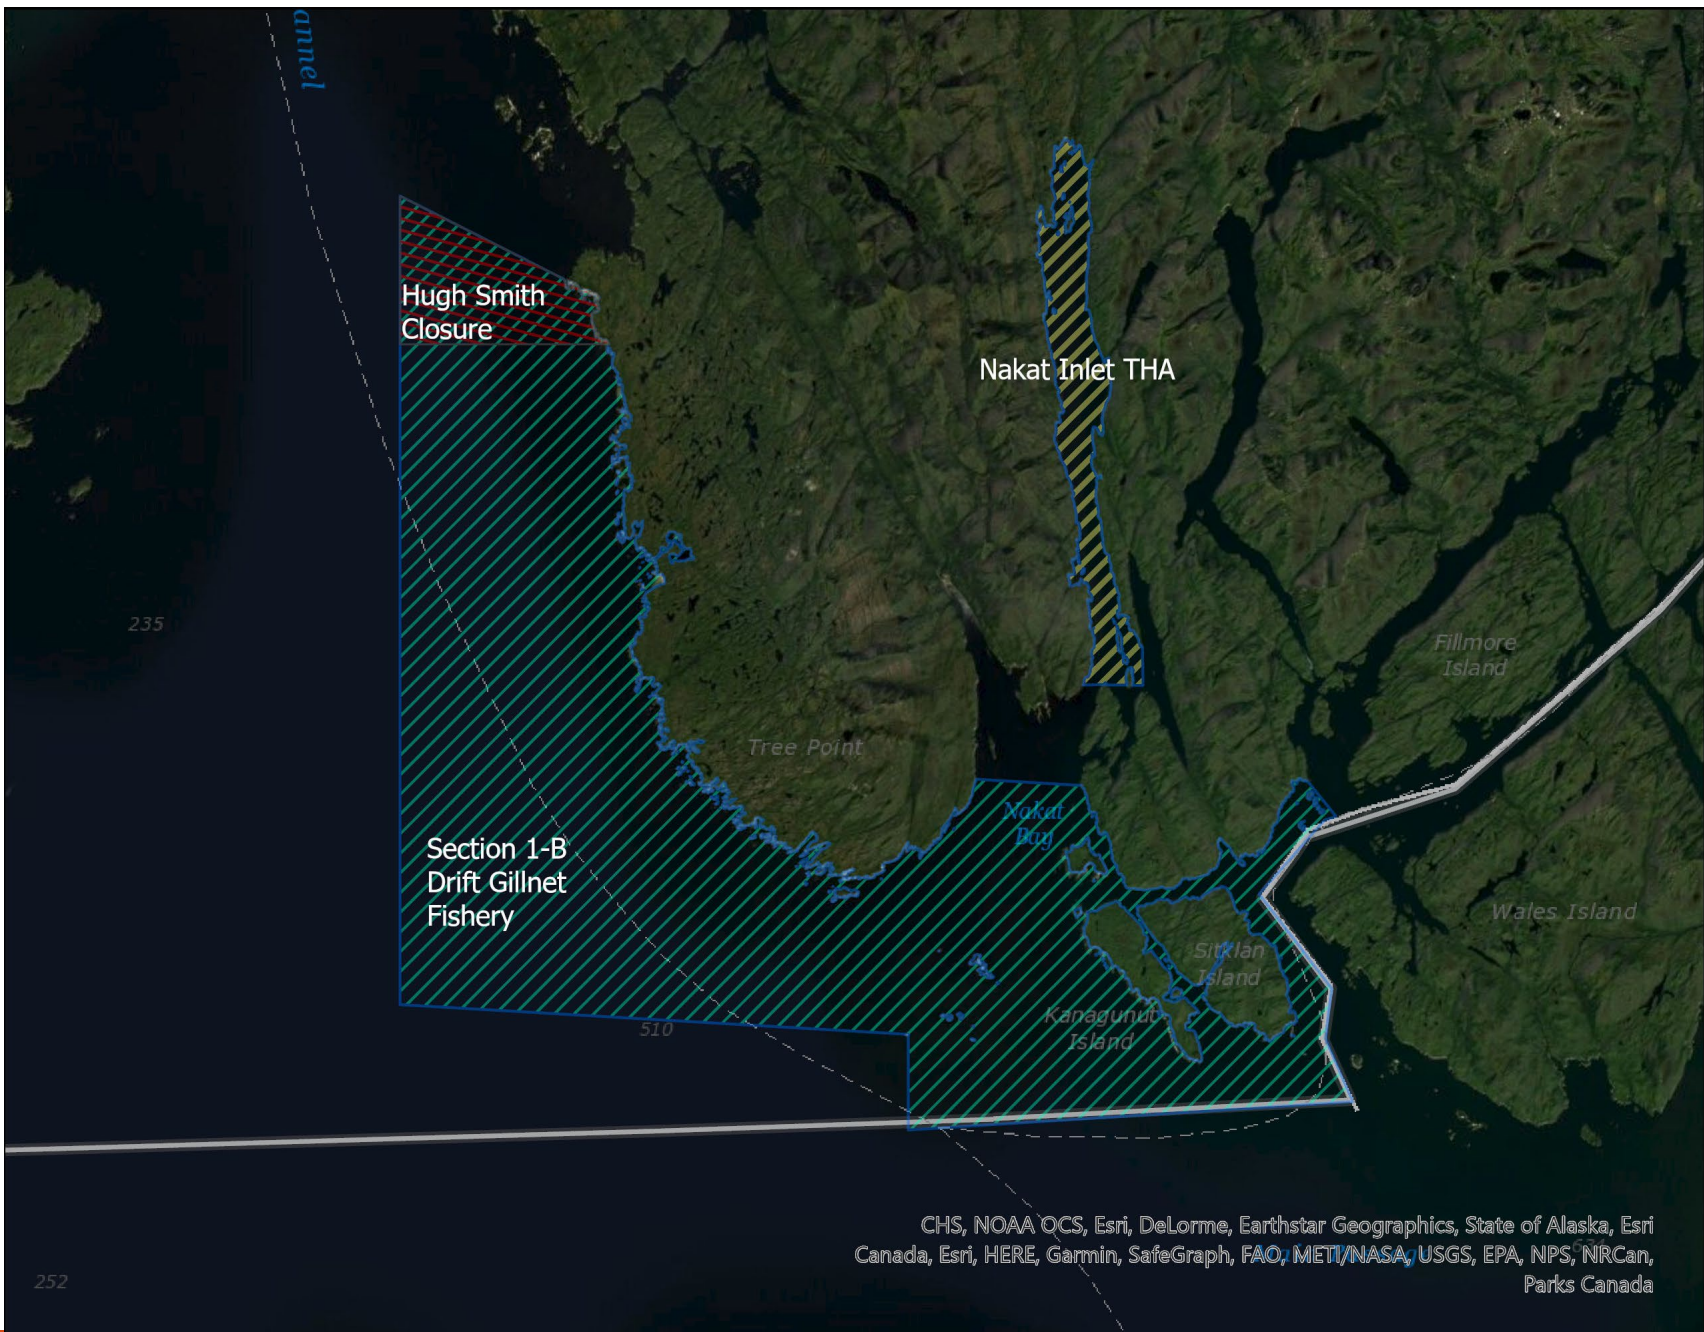 annel
Hugh Smith
Closure
Nakat Inlet THA
235
Fillmore
Island
Tree Point
Nakat
Bay
Section 1-B
Drift Gillnet
Fishery
Wales Island
Sitklan
Island
Kanagunut
Island
510
CHS, NOAA OCS, Esri, DeLorme, Earthstar Geographics, State of Alaska, Esri
Canada, Esri, HERE, Garmin, SafeGraph, FAO, METI/NASA, USGS, EPA, NPS, NRCan,
Parks Canada
252